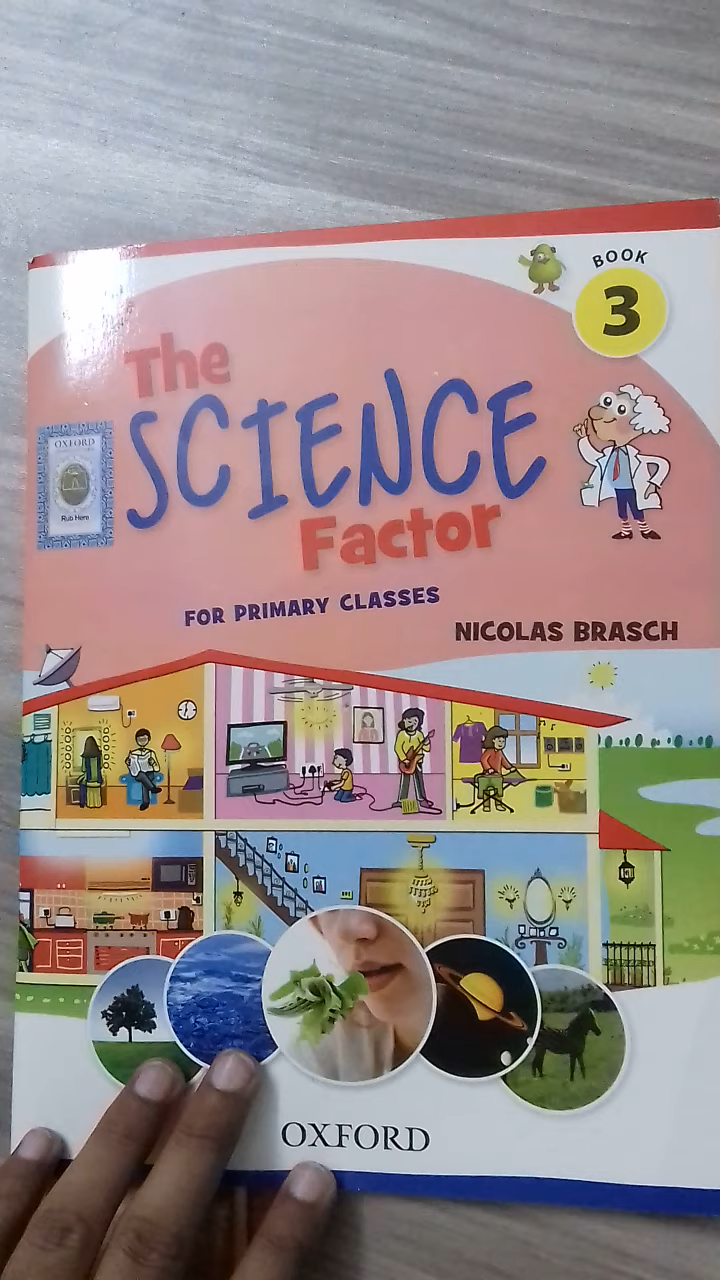 BOOK
3
The
SCIENCE
Factor
OXFORD
Rub Here
FOR PRIMARY CLASSES
NICOLAS BRASCH
OXFORD